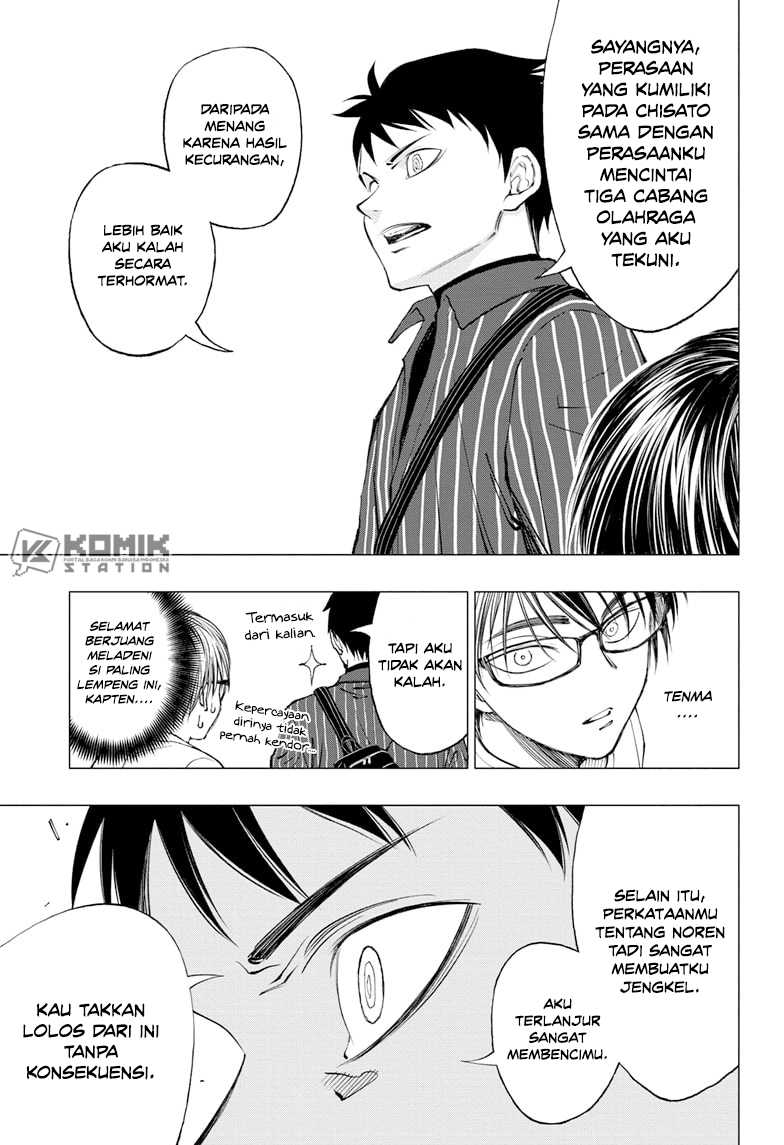 SAYANGNYA,
PERASAAN
YANG KUMILIKI
PADA CHISATO
SAMA DENGAN
PERASAANKU
MENCINTAI
TIGA CABANG
OLAHRAGA
YANG AKU
TEKUNI.
DARIPADA
MENANG
KARENA HASIL
KECURANGAN,
LEBIH BAIK
AKU KALAH
SECARA
TERHORMAT.
KOMIK
STATION
TENMA
....
TAPI AKU
TIDAK AKAN
KALAH.
Termasuk
dari kalian.
Kepercayaan
dirinya tidak
pernah kendor...
SELAMAT
BERJUANG
MELADENI
SI PALING
LEMPENG INI,
KAPTEN....
SELAIN ITU,
PERKATAANMU
TENTANG NOREN
TADI SANGAT
MEMBUATKU
JENGKEL.
AKU
TERLANJUR
SANGAT
MEMBENCIMU.
KAU TAKKAN
LOLOS DARI INI
TANPA
KONSEKUENSI.